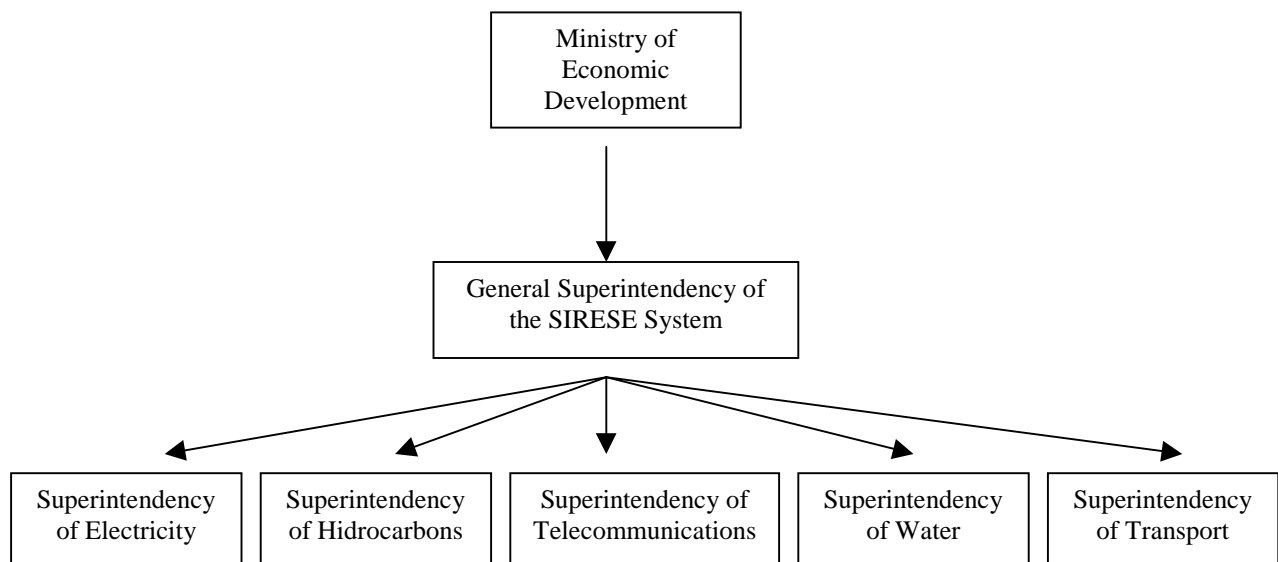 Ministry of
Economic
Development
General Superintendency of
the SIRESE System
Superintendency
of Electricity
Superintendency
of Hidrocarbons
Superintendency of
Telecommunications
Superintendency
of Water
Superintendency
of Transport